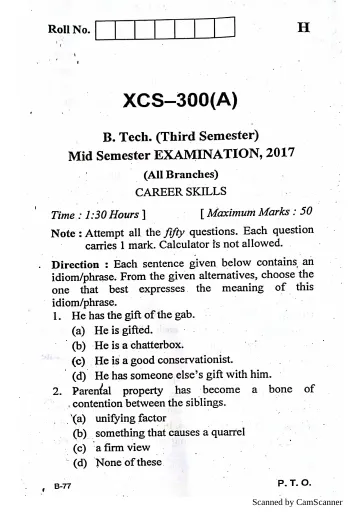 Roll No.
H
XCS–300(A)
B. Tech. (Third Semester)
Mid Semester EXAMINATION, 2017
(All Branches)
CAREER SKILLS
Time : 1:30 Hours ] [ Maximum Marks : 50
Note : Attempt all the fifty questions. Each question
carries 1 mark. Calculator is not allowed.
Direction : Each sentence given below contains an
idiom/phrase. From the given alternatives, choose the
one that best expresses the meaning of this
idiom/phrase.
1. He has the gift of the gab.
(a) He is gifted.
(b) He is a chatterbox.
(c) He is a good conservationist.
(d) He has someone else's gift with him.
2. Parental property has become a bone of
contention between the siblings.
(a) unifying factor
(b) something that causes a quarrel
(c) a firm view
(d) None of these
B-77 P. T. O.
Scanned by CamScanner